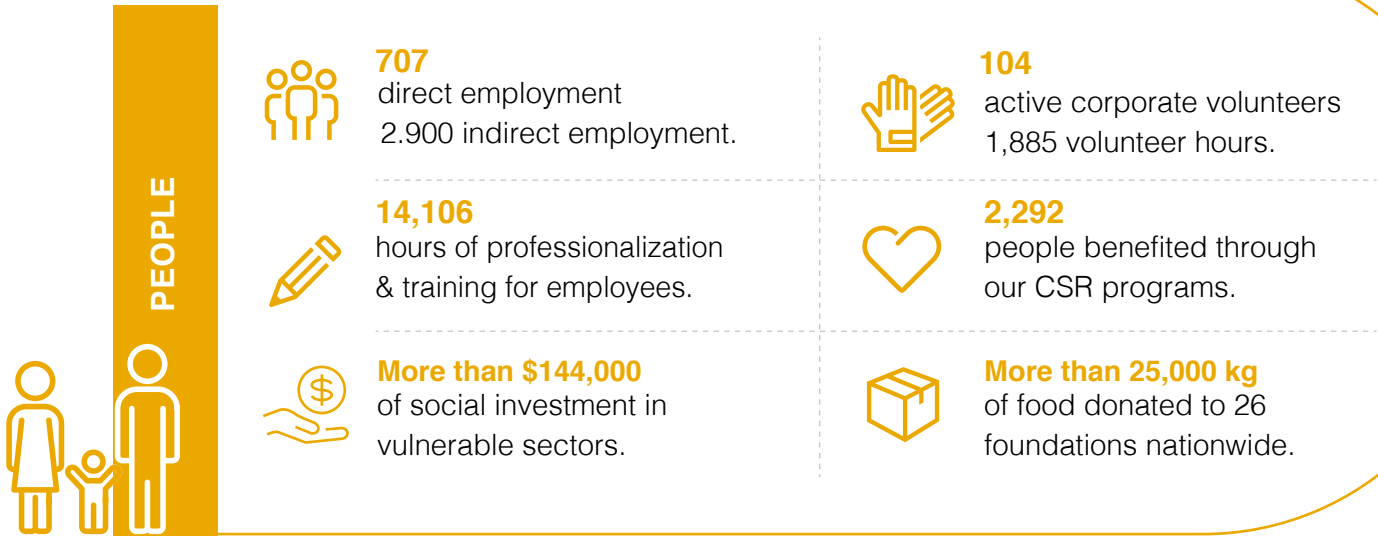 PEOPLE
707
direct employment
2.900 indirect employment.
104
active corporate volunteers
1,885 volunteer hours.
14,106
hours of professionalization
& training for employees.
2,292
people benefited through
our CSR programs.
More than $144,000
of social investment in
vulnerable sectors.
More than 25,000 kg
of food donated to 26
foundations nationwide.
$